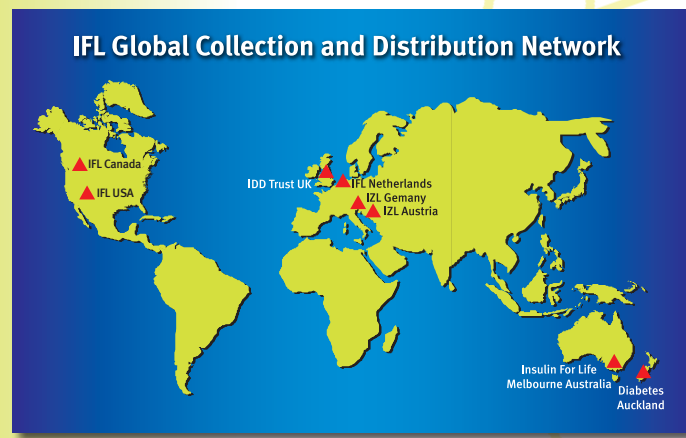 IFL Global Collection and Distribution Network
IFL Canada
IFL USA
IDD Trust UK
IFL Netherlands
IZL Gemany
IZL Austria
Insulin For Life
Melbourne Australia
Diabetes
Auckland